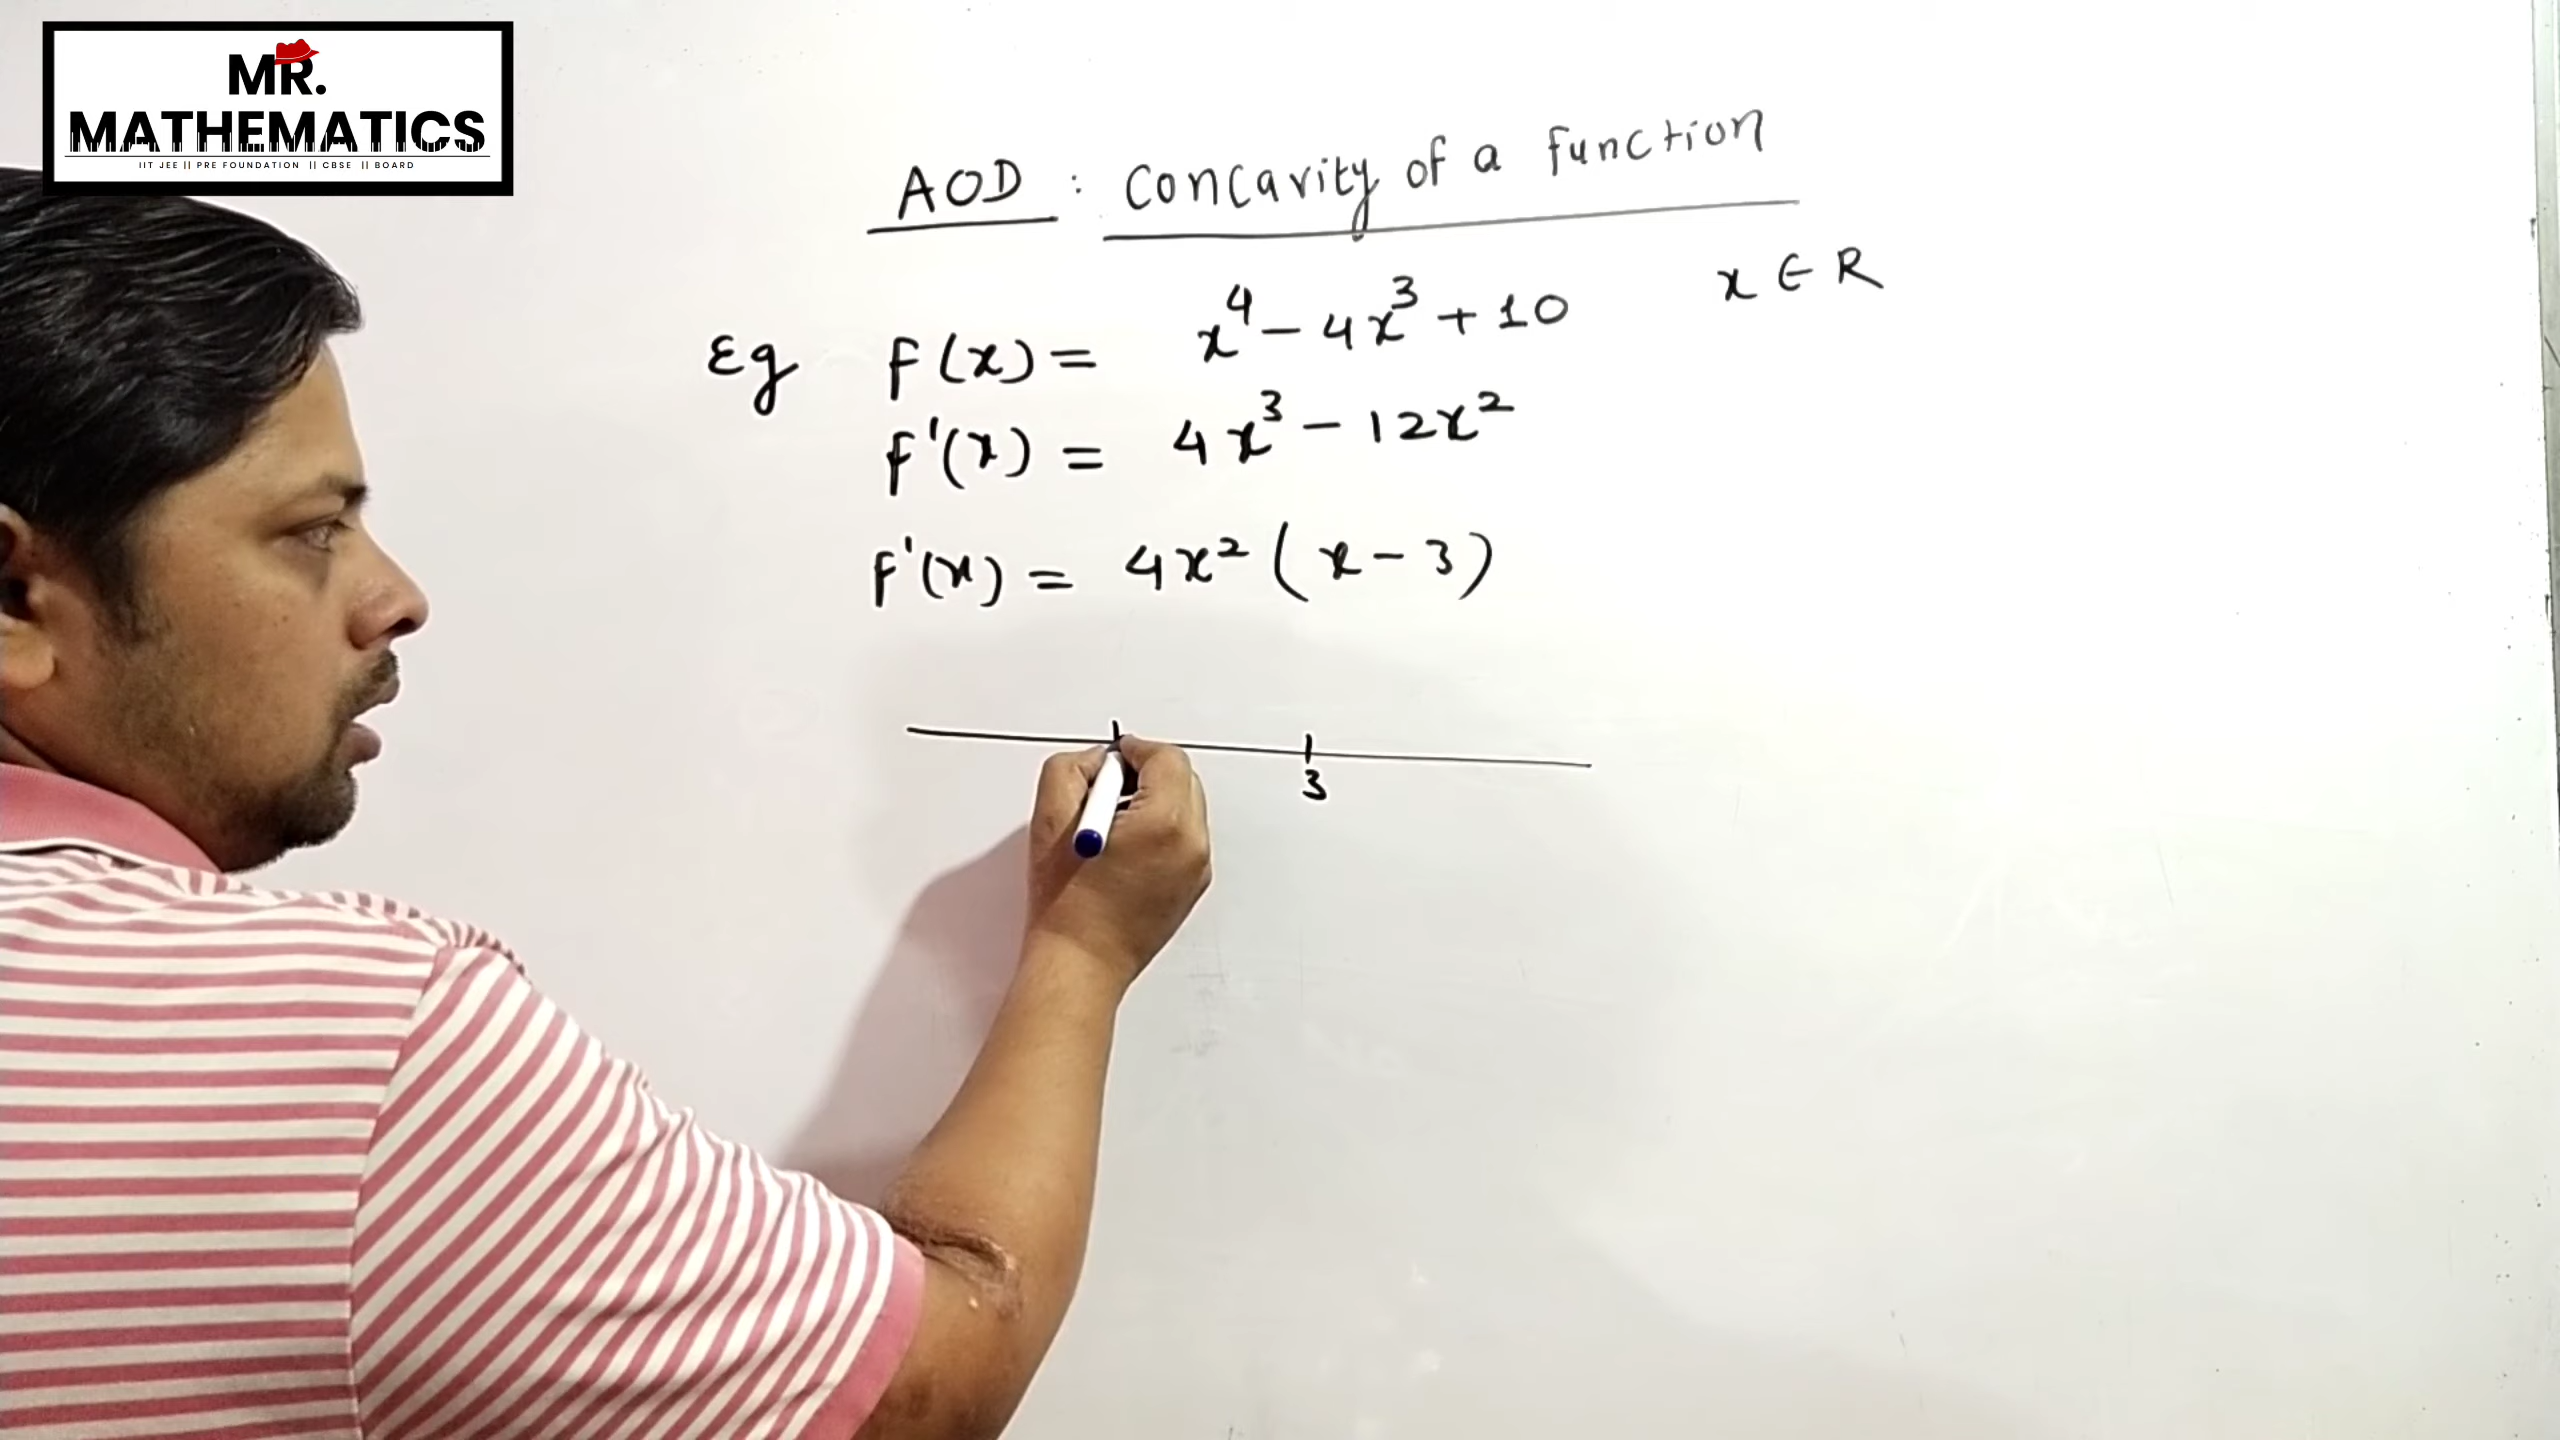 MR.
MATHEMATICS
IIT JEE || PRE FOUNDATION || CBSE || BOARD
AOD : Concavity of a function
Eg F(x) = x⁴ - 4x³ + 10 x ∈ R
F'(x) = 4x³ - 12x²
F'(x) = 4x² (x - 3)
3